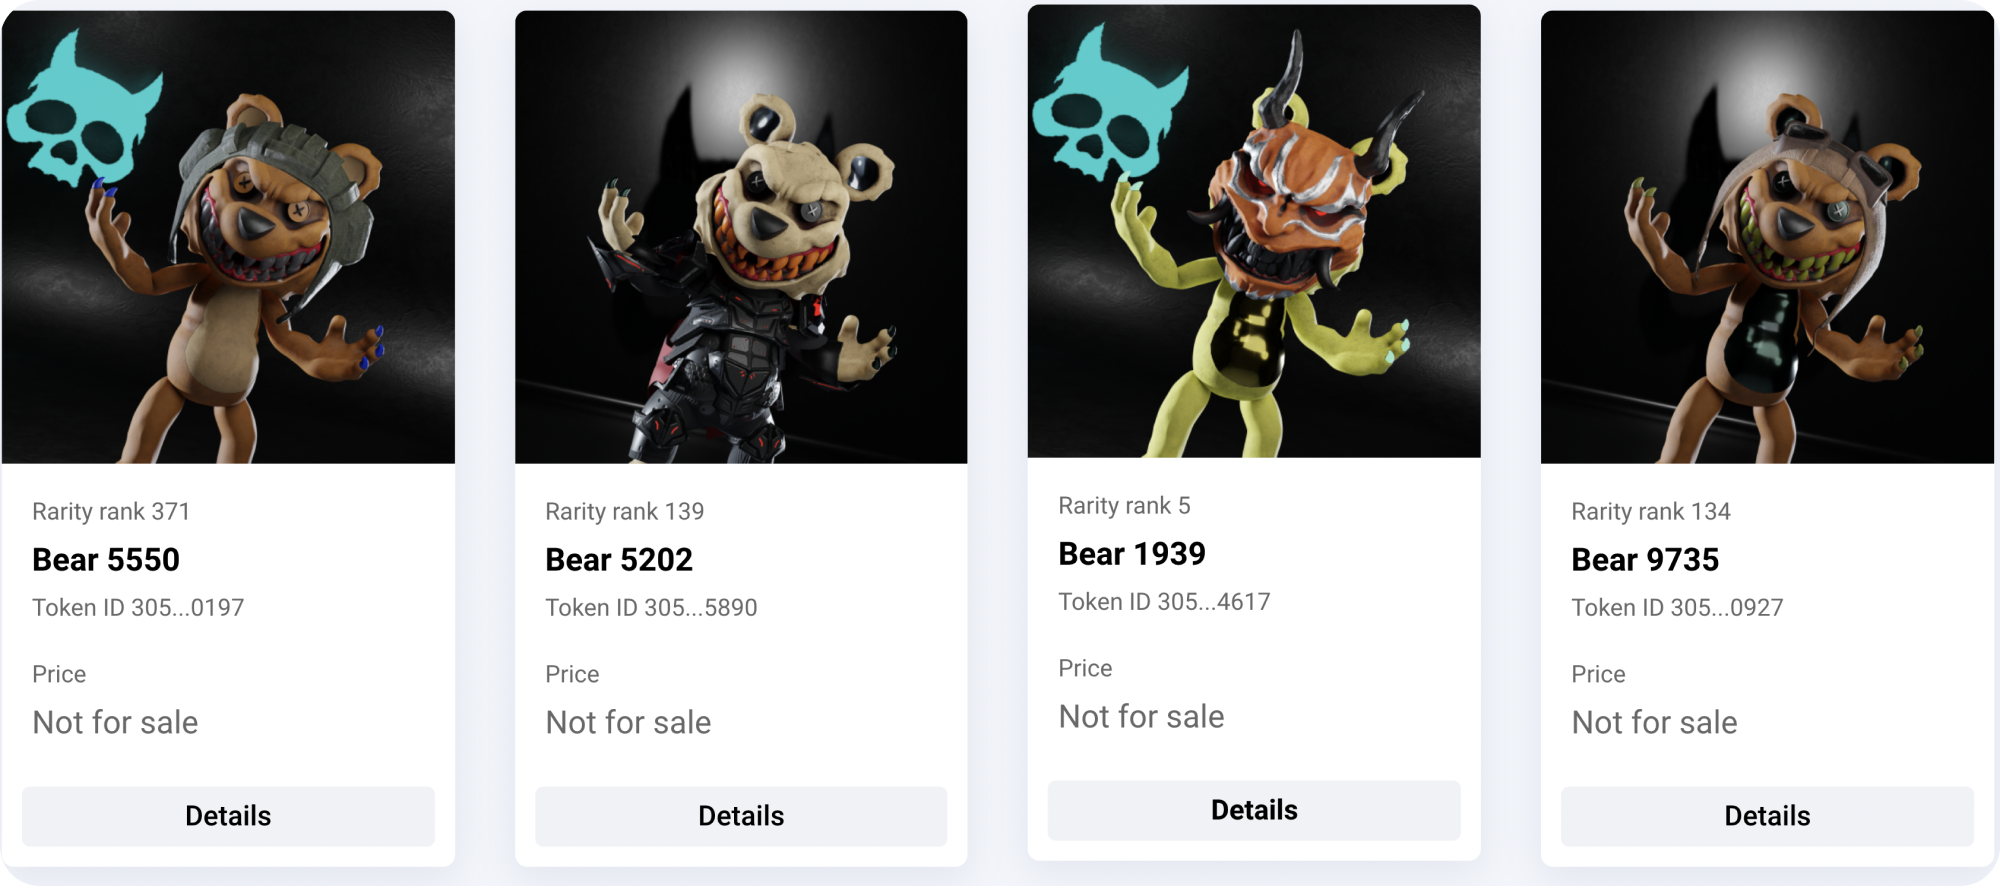 Rarity rank 371
Bear 5550
Token ID 305...0197
Price
Not for sale
Details
Rarity rank 139
Bear 5202
Token ID 305...5890
Price
Not for sale
Details
Rarity rank 5
Bear 1939
Token ID 305...4617
Price
Not for sale
Details
Rarity rank 134
Bear 9735
Token ID 305...0927
Price
Not for sale
Details